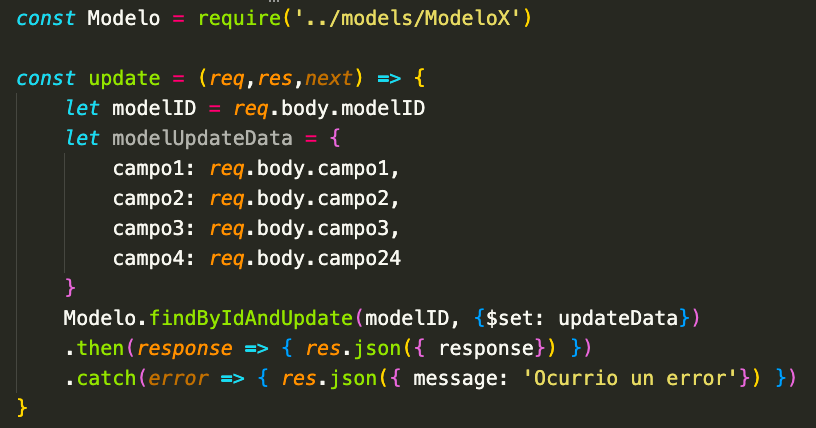 const Modelo = require('../models/ModeloX')
const update = (req,res,next) => {
let modelID = req.body.modelID
let modelUpdateData = {
campo1: req.body.campo1,
campo2: req.body.campo2,
campo3: req.body.campo3,
campo4: req.body.campo24
}
Modelo.findByIdAndUpdate(modelID, {$set: updateData})
.then(response => { res.json({ response}) })
.catch(error => { res.json({ message: 'Ocurrio un error'}) })
}